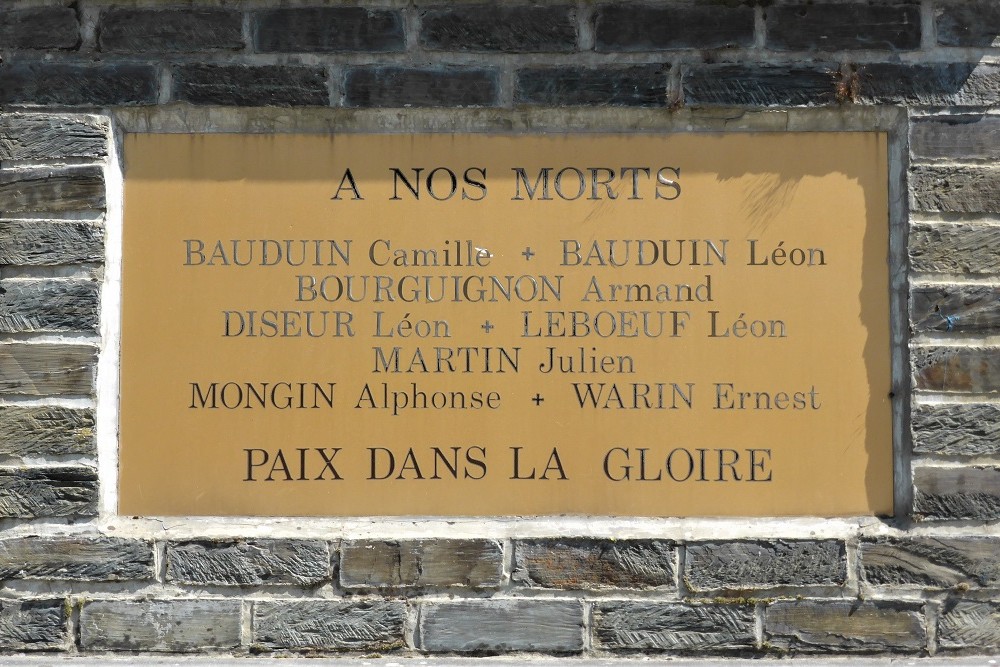 A NOS MORTS
BAUDUIN Camille + BAUDUIN Léon
BOURGUIGNON Armand
DISEUR Léon + LEBOEUF Léon
MARTIN Julien
MONGIN Alphonse + WARIN Ernest
PAIX DANS LA GLOIRE